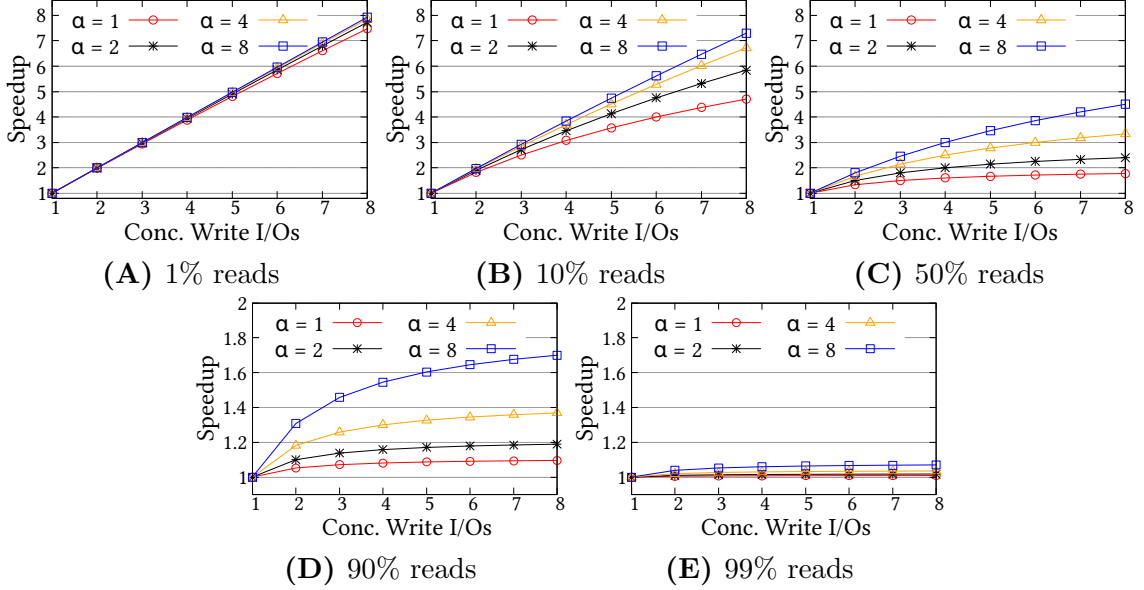 α = 1
α = 2
α = 4
α = 8
Speedup
8
7
6
5
4
3
2
1
1 2 3 4 5 6 7 8
Conc. Write I/Os
(A) 1% reads
α = 1
α = 2
α = 4
α = 8
Speedup
8
7
6
5
4
3
2
1
1 2 3 4 5 6 7 8
Conc. Write I/Os
(B) 10% reads
α = 1
α = 2
α = 4
α = 8
Speedup
8
7
6
5
4
3
2
1
1 2 3 4 5 6 7 8
Conc. Write I/Os
(C) 50% reads
α = 1
α = 2
α = 4
α = 8
Speedup
2
1.8
1.6
1.4
1.2
1
1 2 3 4 5 6 7 8
Conc. Write I/Os
(D) 90% reads
α = 1
α = 2
α = 4
α = 8
Speedup
2
1.8
1.6
1.4
1.2
1
1 2 3 4 5 6 7 8
Conc. Write I/Os
(E) 99% reads